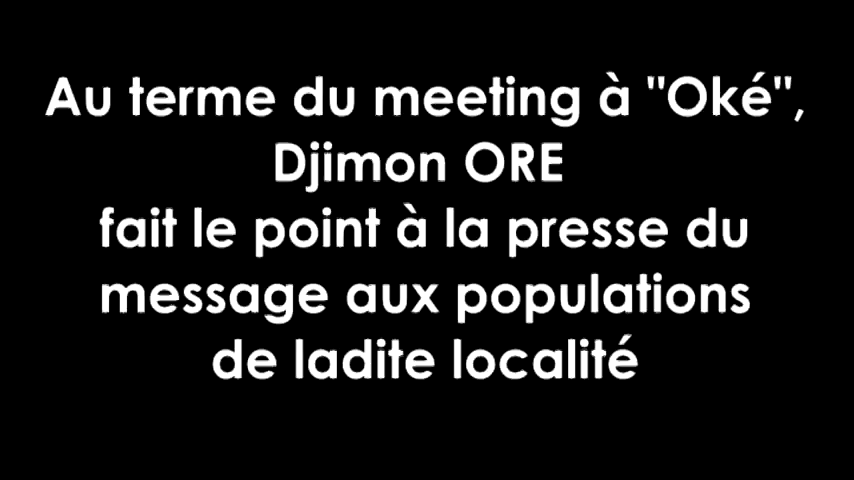 Au terme du meeting à "Oké",
Djimon ORE
fait le point à la presse du
message aux populations
de ladite localité